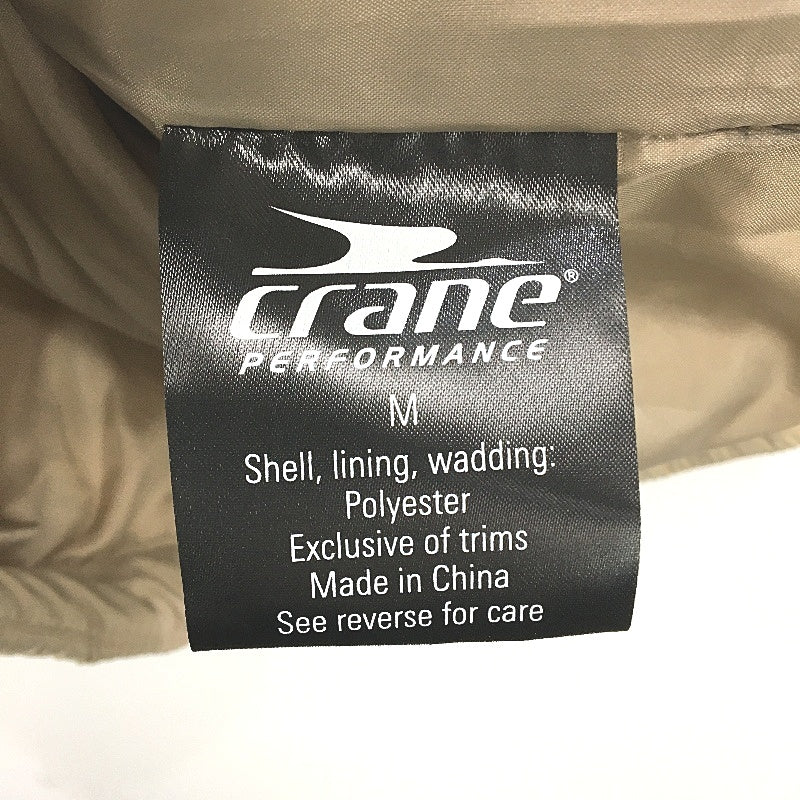 crane®
PERFORMANCE
M
Shell, lining, wadding:
Polyester
Exclusive of trims
Made in China
See reverse for care